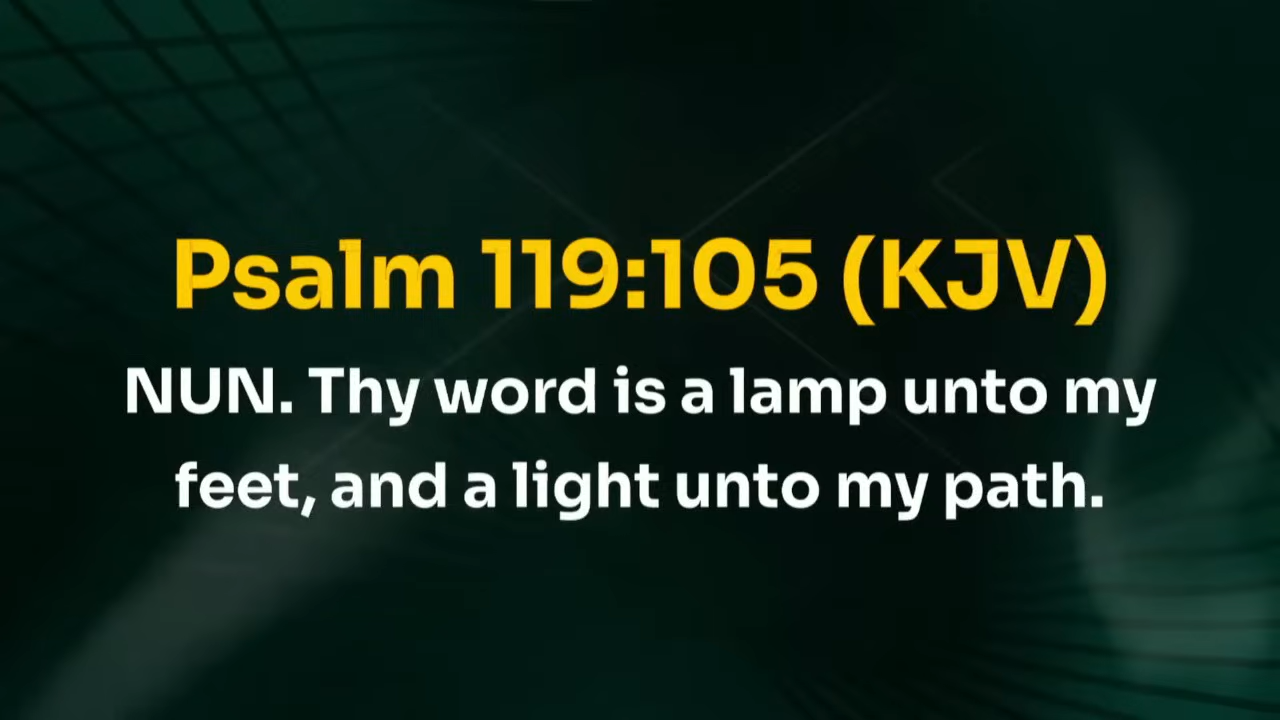 Psalm 119:105 (KJV)
NUN. Thy word is a lamp unto my
feet, and a light unto my path.